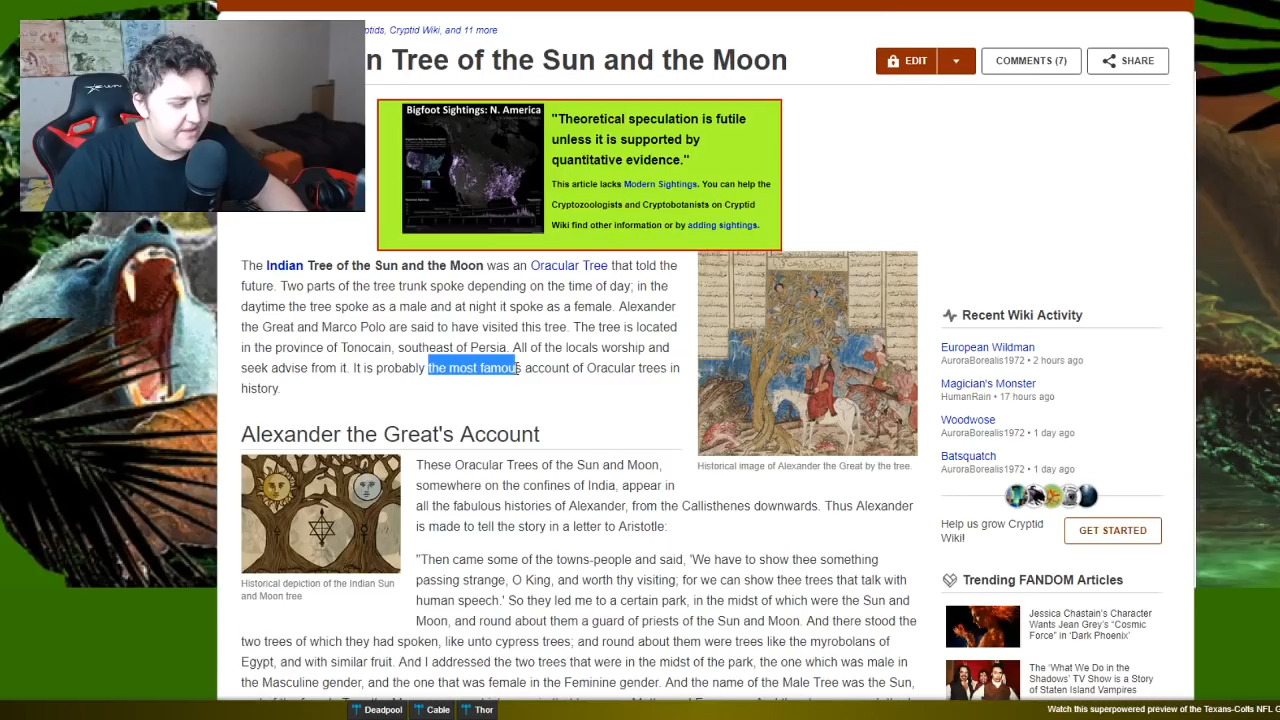 ptids, Cryptid Wiki, and 11 more
n Tree of the Sun and the Moon
EDIT
COMMENTS (7)
SHARE
Bigfoot Sightings: N. America
"Theoretical speculation is futile
unless it is supported by
quantitative evidence."
This article lacks Modern Sightings. You can help the
Cryptozoologists and Cryptobotanists on Cryptid
Wiki find other information or by adding sightings.
The Indian Tree of the Sun and the Moon was an Oracular Tree that told the
future. Two parts of the tree trunk spoke depending on the time of day; in the
daytime the tree spoke as a male and at night it spoke as a female. Alexander
the Great and Marco Polo are said to have visited this tree. The tree is located
in the province of Tonocain, southeast of Persia. All of the locals worship and
seek advise from it. It is probably the most famous account of Oracular trees in
history.
Historical image of Alexander the Great by the tree.
Alexander the Great's Account
Historical depiction of the Indian Sun
and Moon tree
These Oracular Trees of the Sun and Moon,
somewhere on the confines of India, appear in
all the fabulous histories of Alexander, from the Callisthenes downwards. Thus Alexander
is made to tell the story in a letter to Aristotle:
"Then came some of the towns-people and said, 'We have to show thee something
passing strange, O King, and worth thy visiting; for we can show thee trees that talk with
human speech.' So they led me to a certain park, in the midst of which were the Sun and
Moon, and round about them a guard of priests of the Sun and Moon. And there stood the
two trees of which they had spoken, like unto cypress trees; and round about them were trees like the myrobolans of
Egypt, and with similar fruit. And I addressed the two trees that were in the midst of the park, the one which was male in
the Masculine gender, and the one that was female in the Feminine gender. And the name of the Male Tree was the Sun,
Recent Wiki Activity
European Wildman
AuroraBorealis1972 • 2 hours ago
Magician's Monster
HumanRain • 17 hours ago
Woodwose
AuroraBorealis1972 • 1 day ago
Batsquatch
AuroraBorealis1972 • 1 day ago
Help us grow Cryptid
Wiki!
GET STARTED
Trending FANDOM Articles
Jessica Chastain's Character
Wants Jean Grey's "Cosmic
Force" in 'Dark Phoenix'
The 'What We Do in the
Shadows' TV Show is a Story
of Staten Island Vampires
Deadpool
Cable
Thor
Watch this superpowered preview of the Texans-Colts NFL G